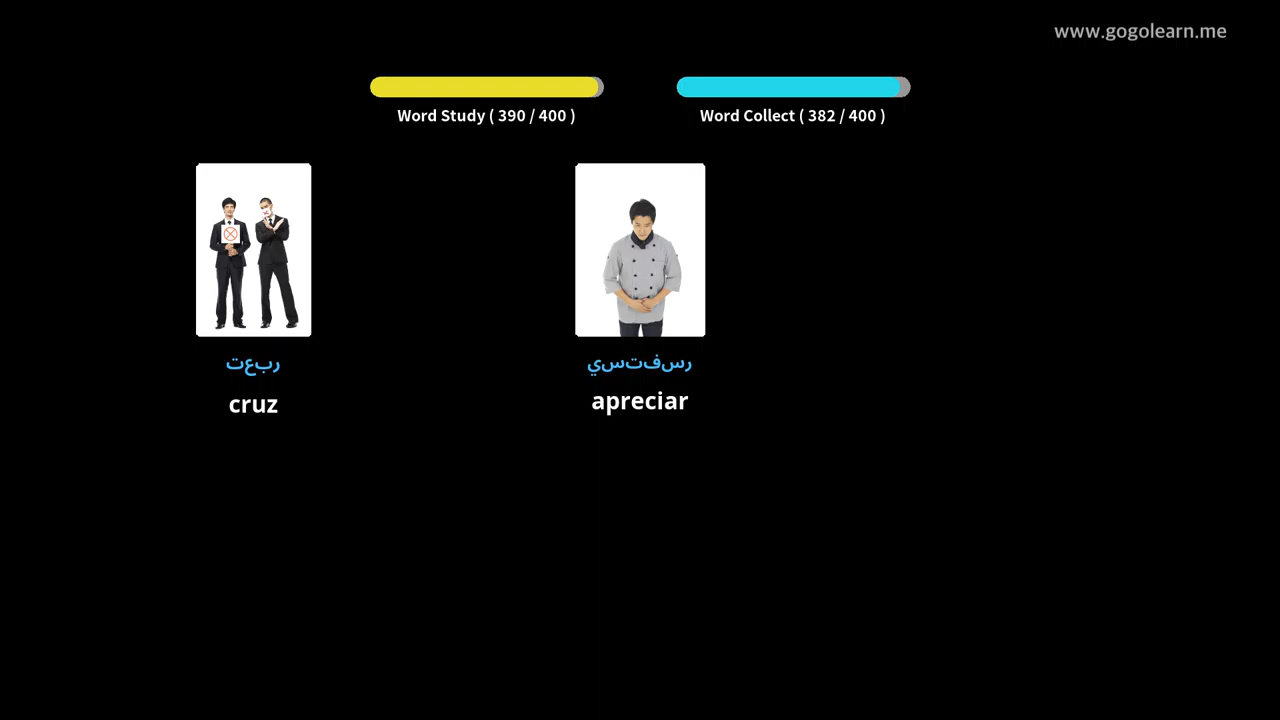 www.gogolearn.me
Word Study ( 390 / 400 )
Word Collect ( 382 / 400 )
ربعت
cruz
رسفتسي
apreciar